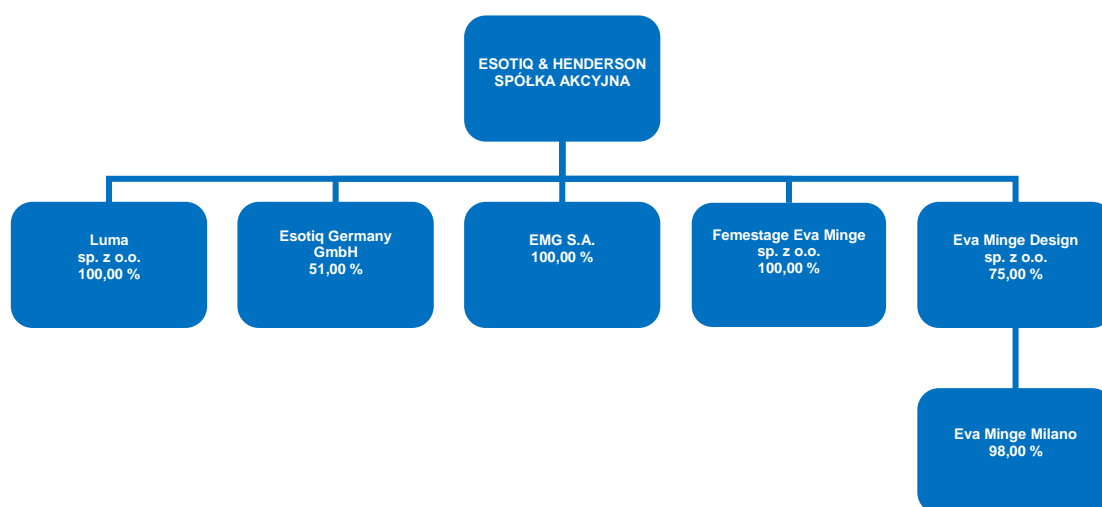 ESOTIQ & HENDERSON
SPÓŁKA AKCYJNA
Luma
sp. z o.o.
100,00 %
Esotiq Germany
GmbH
51,00 %
EMG S.A.
100,00 %
Femestage Eva Minge
sp. z o.o.
100,00 %
Eva Minge Design
sp. z o.o.
75,00 %
Eva Minge Milano
98,00 %